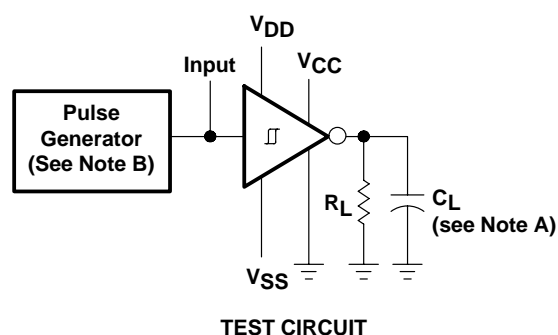 VDD
Input
VCC
Pulse
Generator
(See Note B)
RL
CL
(see Note A)
VSS
TEST CIRCUIT